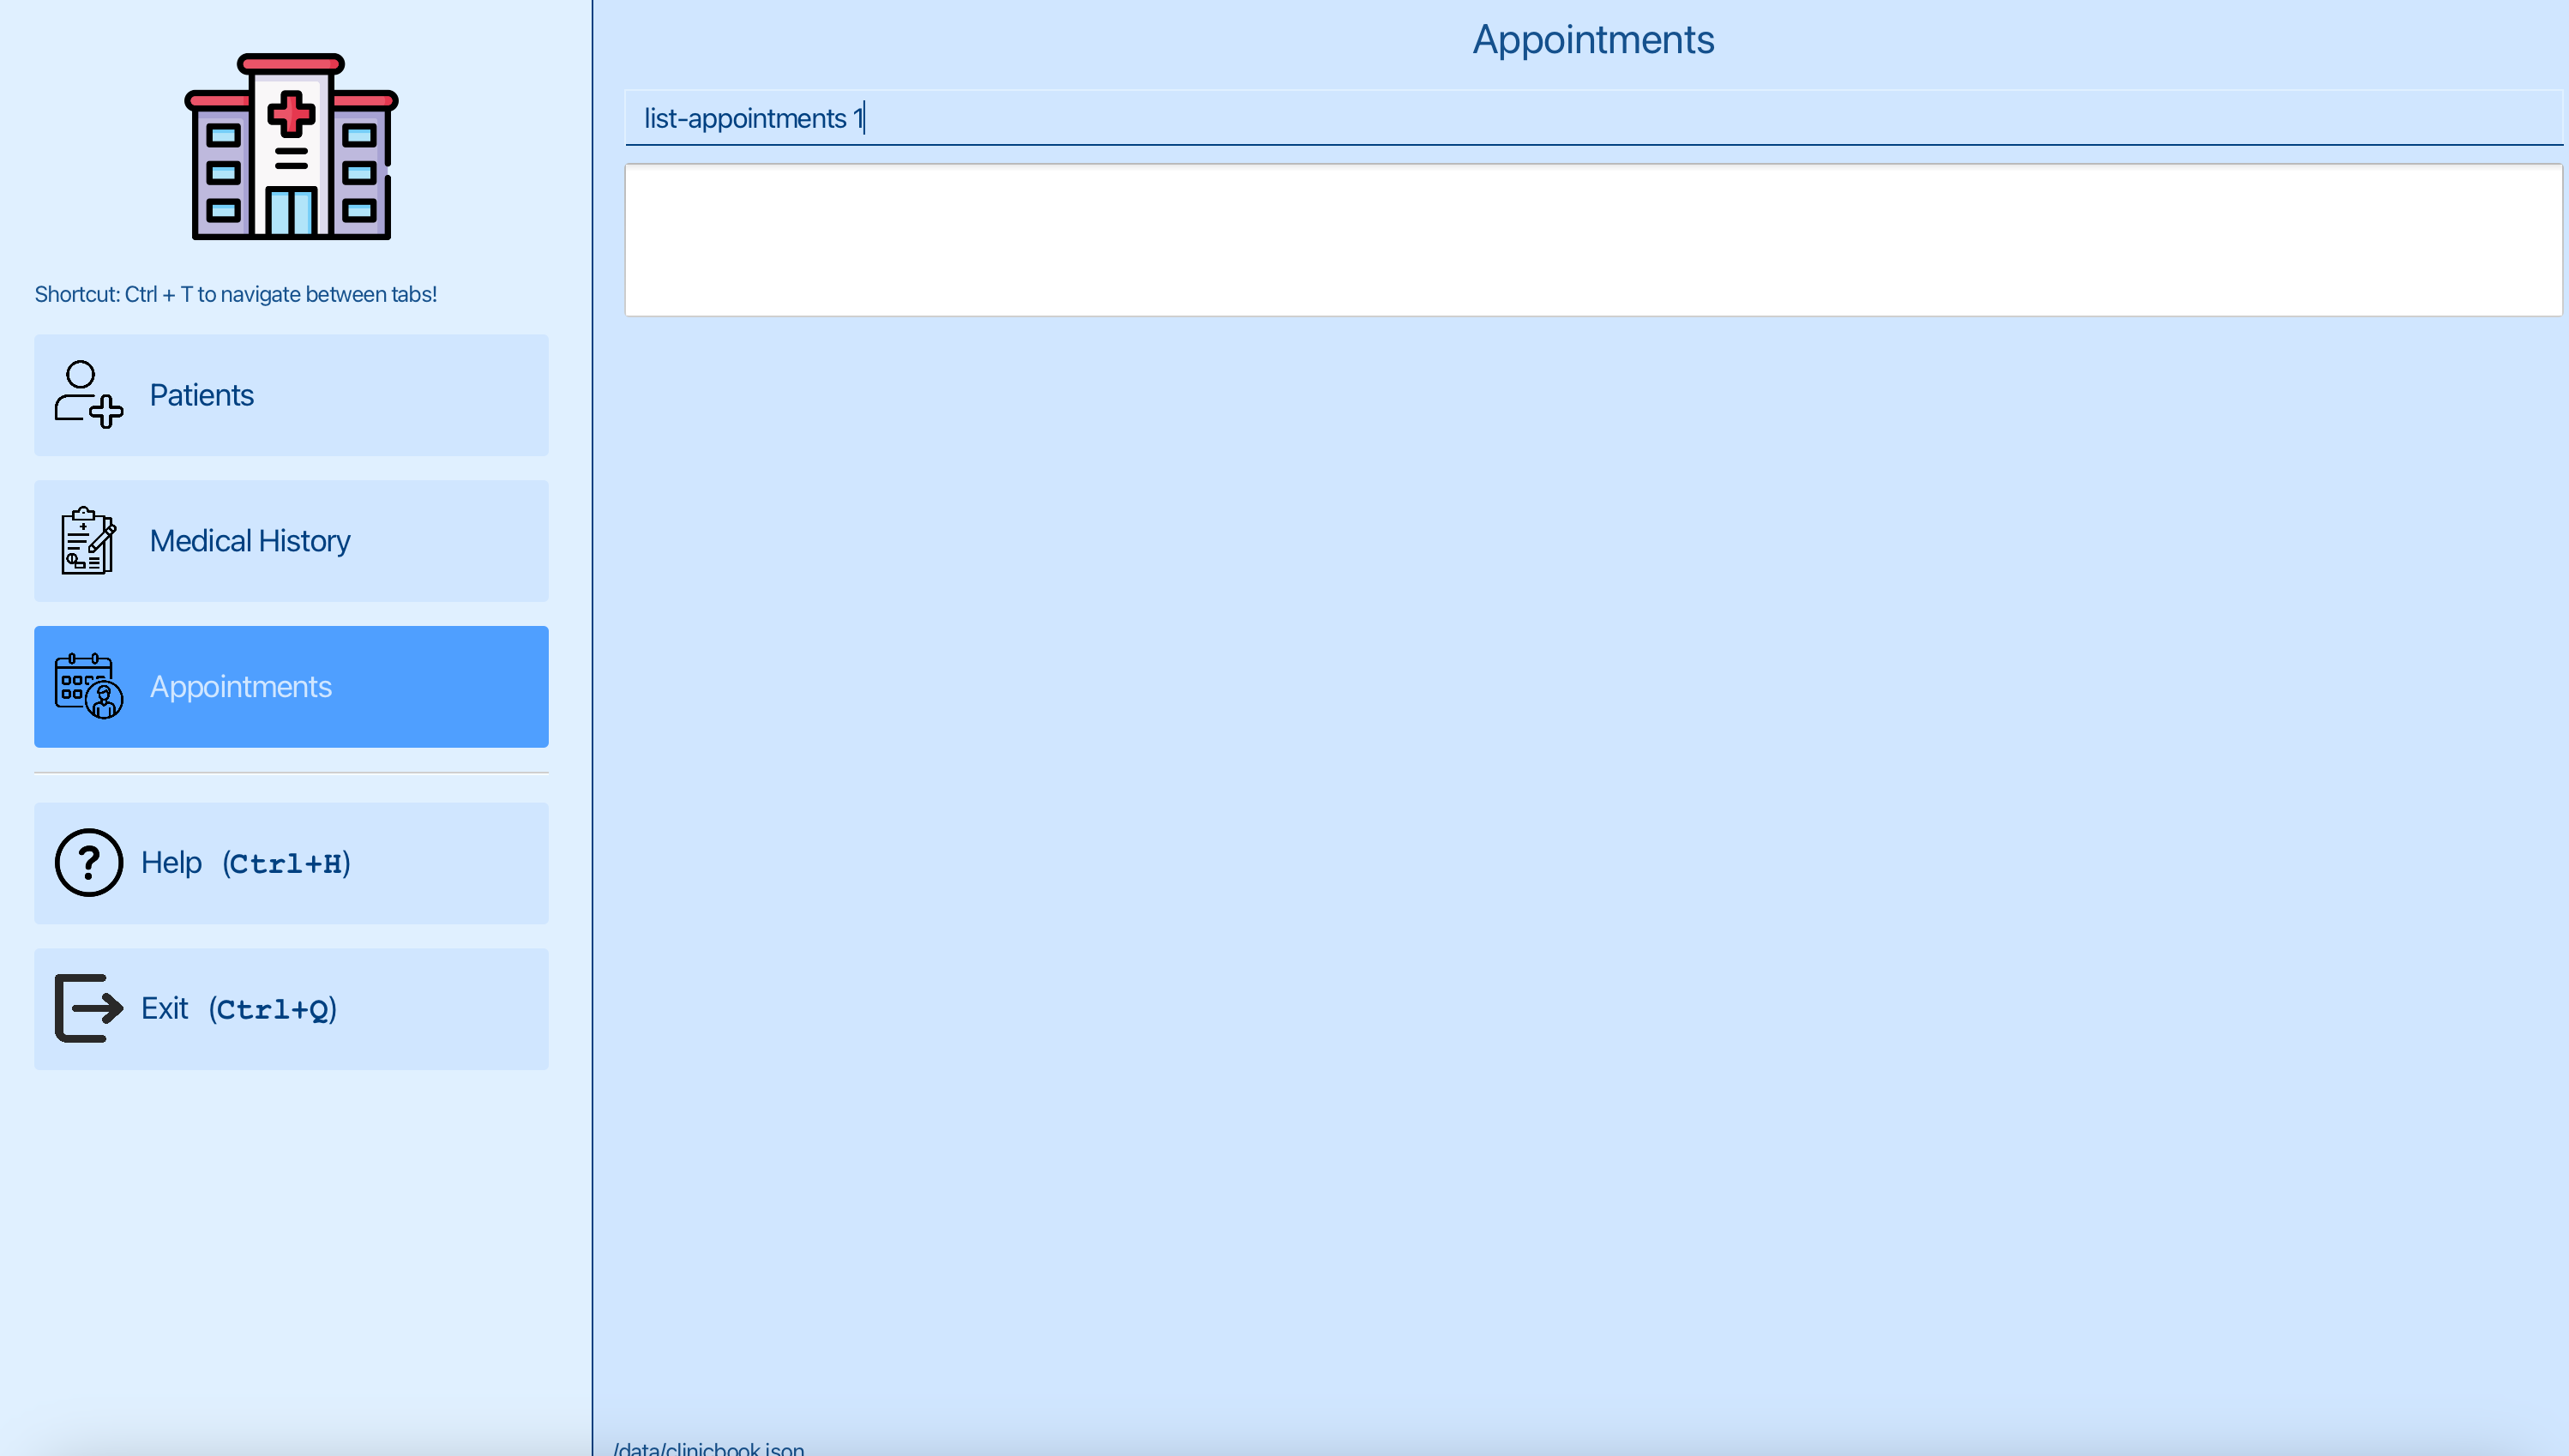 Shortcut: Ctrl + T to navigate between tabs!
Patients
Medical History
Appointments
Help (Ctrl+H)
Exit (Ctrl+Q)
Appointments
list-appointments 1
/data/clinicbook.json